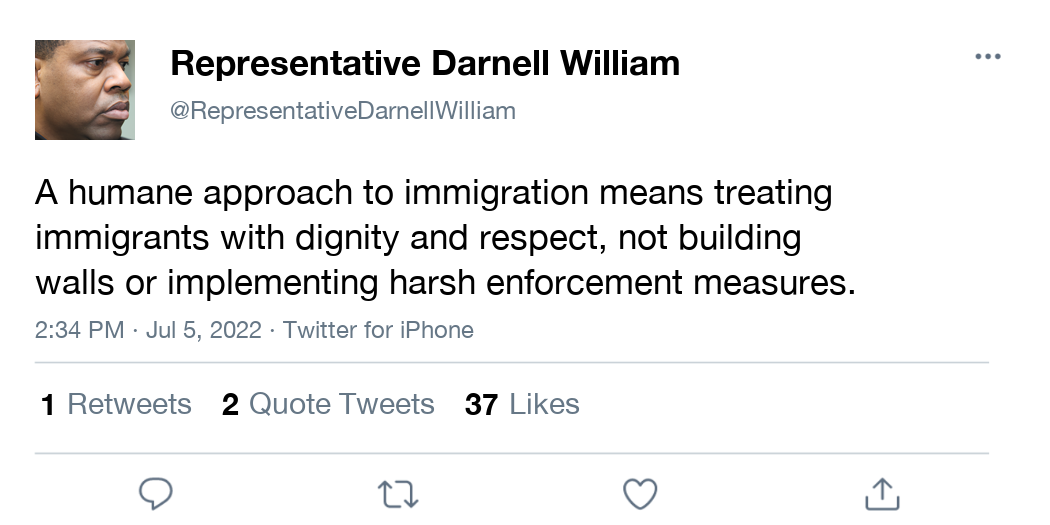 Representative Darnell William
@RepresentativeDarnellWilliam
A humane approach to immigration means treating
immigrants with dignity and respect, not building
walls or implementing harsh enforcement measures.
2:34 PM · Jul 5, 2022 · Twitter for iPhone
1 Retweets 2 Quote Tweets 37 Likes